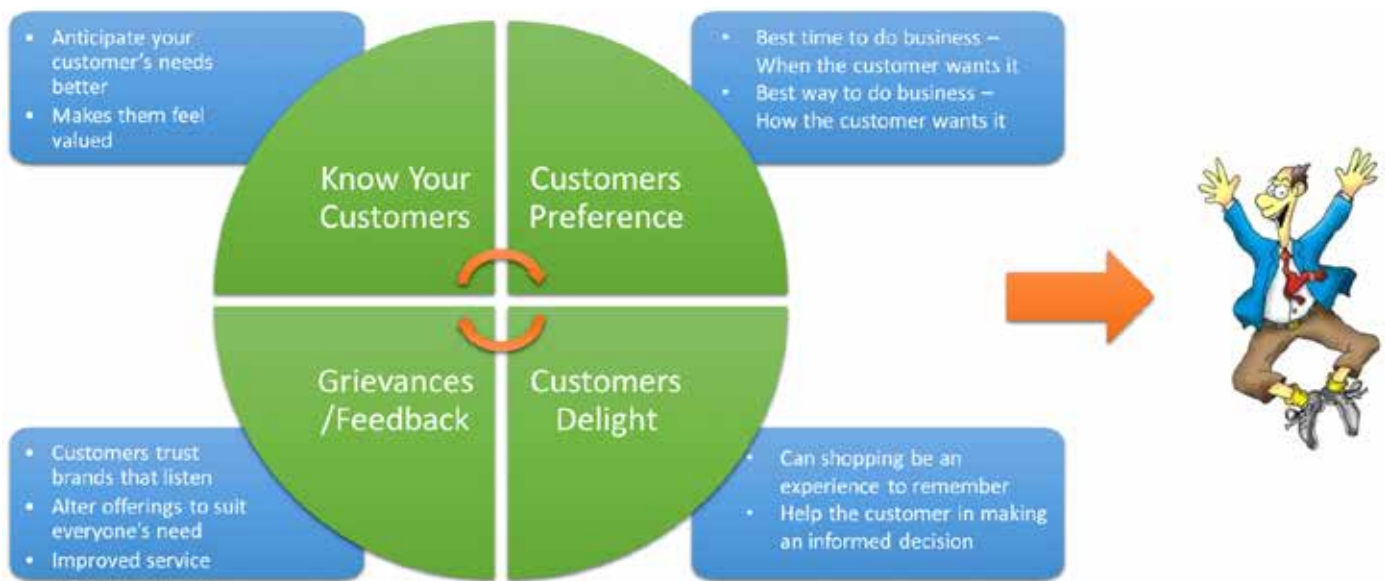 • Anticipate your
customer's needs
better
• Makes them feel
valued
• Best time to do business –
When the customer wants it
• Best way to do business –
How the customer wants it
Know Your
Customers
Customers
Preference
Grievances
/Feedback
Customers
Delight
• Customers trust
brands that listen
• Alter offerings to suit
everyone's need
• Improved service
• Can shopping be an
experience to remember
• Help the customer in making
an informed decision